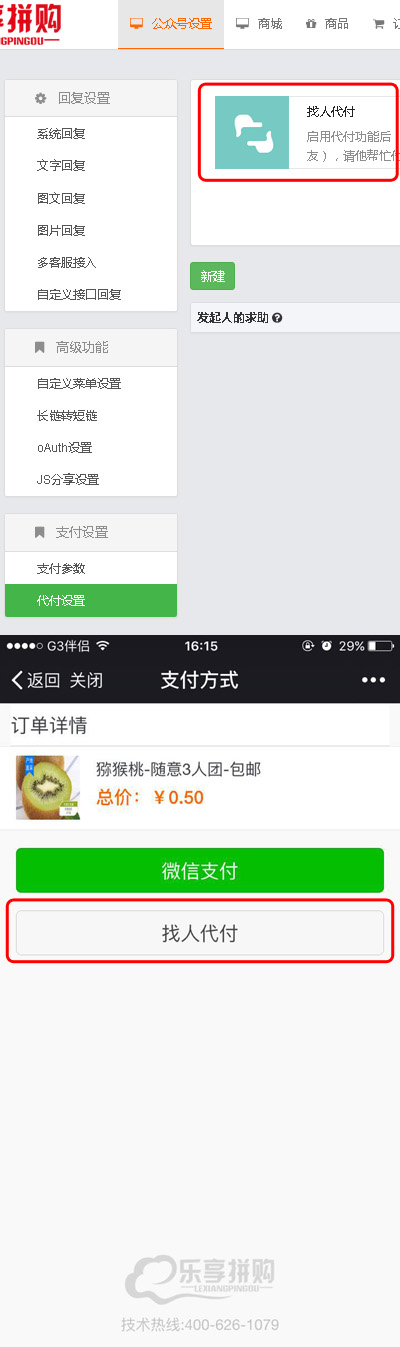 享拼购
公众号设置 商城 商品
XIANGPINGOU
回复设置
系统回复
文字回复
图文回复
图片回复
多客服接入
自定义接口回复
高级功能
自定义菜单设置
长链转短链
oAuth设置
JS分享设置
支付设置
支付参数
代付设置
找人代付
启用代付功能后
友），请他帮忙
新建
发起人的求助
G3伴侣 16:15 29%
返回 关闭 支付方式
订单详情
猕猴桃-随意3人团-包邮
总价：￥0.50
微信支付
找人代付
乐享拼购
LEXIANGPINGOU
技术热线:400-626-1079